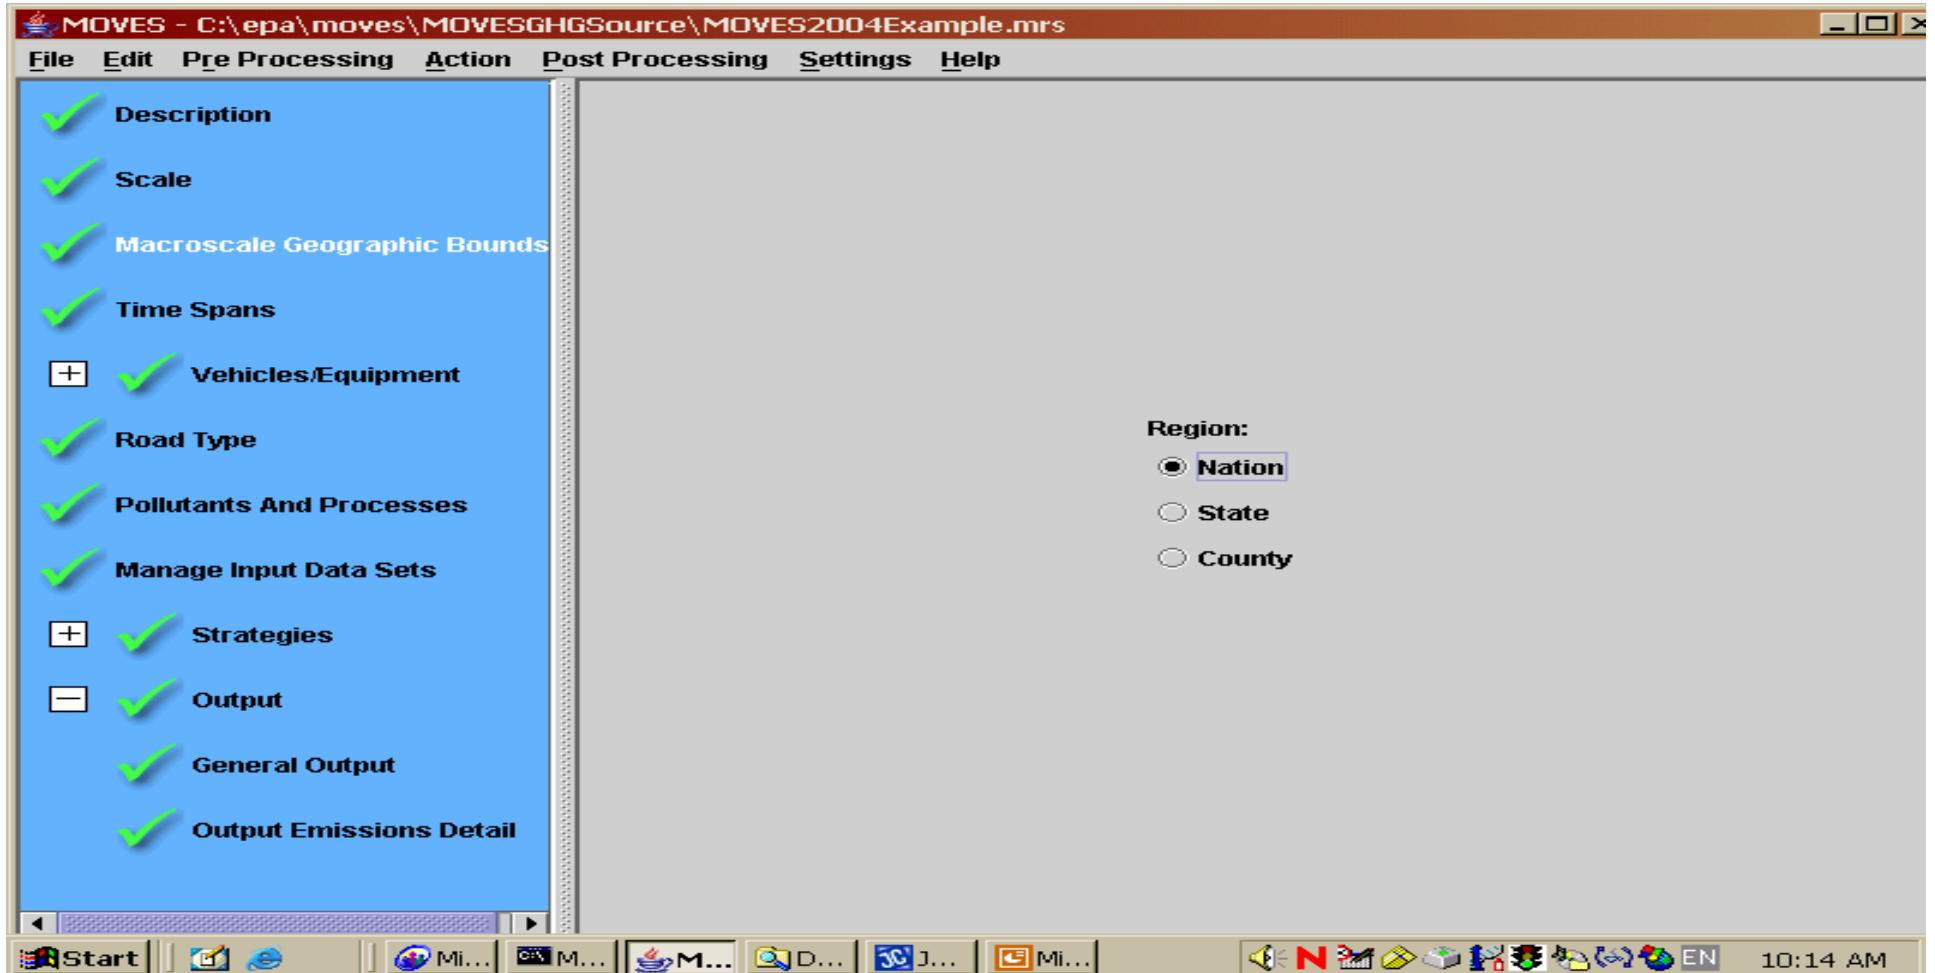 MOVES - C:\epa\moves\MOVESGHGSource\MOVES2004Example.mrs
File Edit Pre Processing Action Post Processing Settings Help
Description
Scale
Macroscale Geographic Bounds
Time Spans
Vehicles/Equipment
Road Type
Pollutants And Processes
Manage Input Data Sets
Strategies
Output
General Output
Output Emissions Detail
Region:
Nation
State
County
Start Mi... M... M... D... J... Mi... N EN 10:14 AM